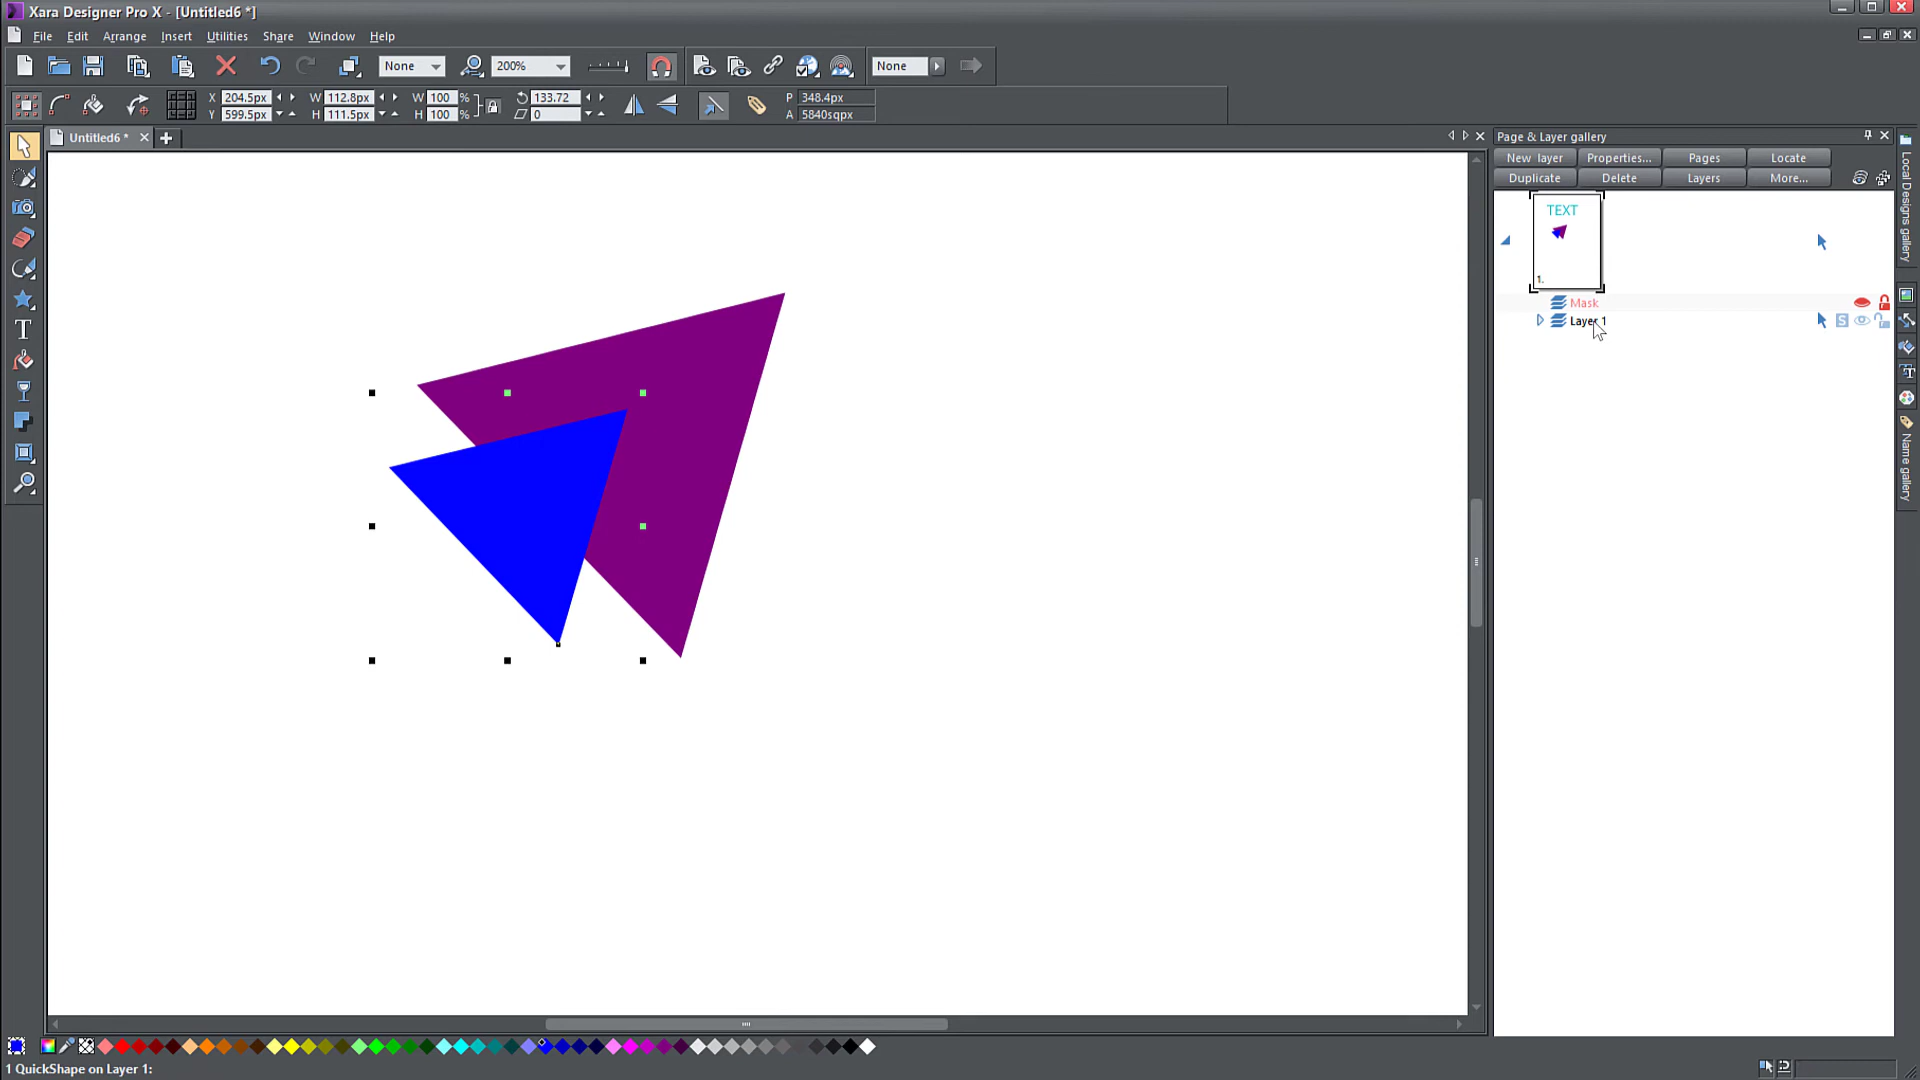 Xara Designer Pro X - [Untitled6 *]
File Edit Arrange Insert Utilities Share Window Help
None 200% None
X 204.5px W 112.8px W 100 % 133.72 P 348.4px
Y 599.5px H 111.5px H 100 % 0 A 5840sqpx
Untitled6 *
Page & Layer gallery
New layer Properties... Pages Locate
Duplicate Delete Layers More...
TEXT
1.
Mask
Layer 1
S
Local Designs gallery
Name gallery
1 QuickShape on Layer 1: